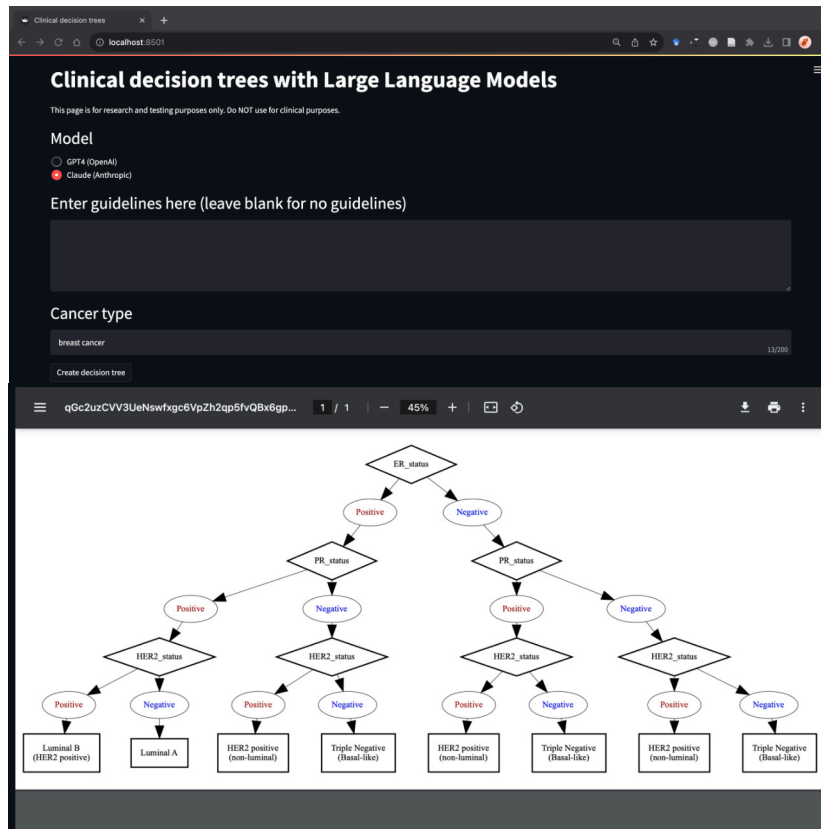 Clinical decision trees
localhost:8501
Clinical decision trees with Large Language Models
This page is for research and testing purposes only. Do NOT use for clinical purposes.
Model
GPT4 (OpenAI)
Claude (Anthropic)
Enter guidelines here (leave blank for no guidelines)
Cancer type
breast cancer
13/200
Create decision tree
qGc2uzCVV3UeNswfxgc6VpZh2qp5fvQBx6gp... 1 / 1 45%
ER_status
Positive Negative
PR_status PR_status
Positive Negative Positive Negative
HER2_status HER2_status HER2_status HER2_status
Positive Negative Positive Negative Positive Negative Positive Negative
Luminal B Luminal A HER2 positive Triple Negative HER2 positive Triple Negative HER2 positive Triple Negative
(HER2 positive) (non-luminal) (Basal-like) (non-luminal) (Basal-like) (non-luminal) (Basal-like)